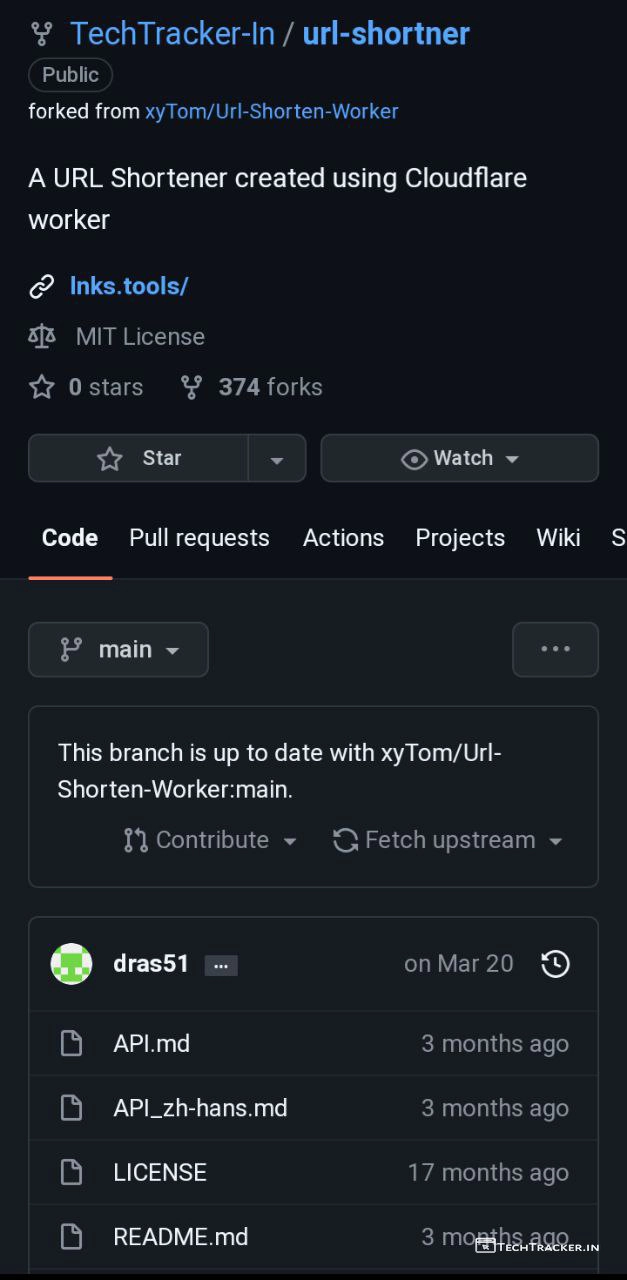 TechTracker-In / url-shortner
Public
forked from xyTom/Url-Shorten-Worker
A URL Shortener created using Cloudflare
worker
lnks.tools/
MIT License
0 stars 374 forks
Star Watch
Code Pull requests Actions Projects Wiki S
main ...
This branch is up to date with xyTom/Url-
Shorten-Worker:main.
Contribute Fetch upstream
dras51 ... on Mar 20
API.md 3 months ago
API_zh-hans.md 3 months ago
LICENSE 17 months ago
README.md 3 months ago
TECHTRACKER.IN